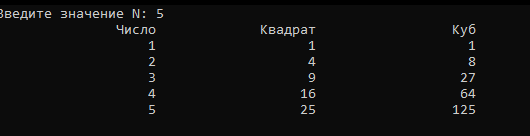 Введите значение N: 5
Число Квадрат Куб
1 1 1
2 4 8
3 9 27
4 16 64
5 25 125